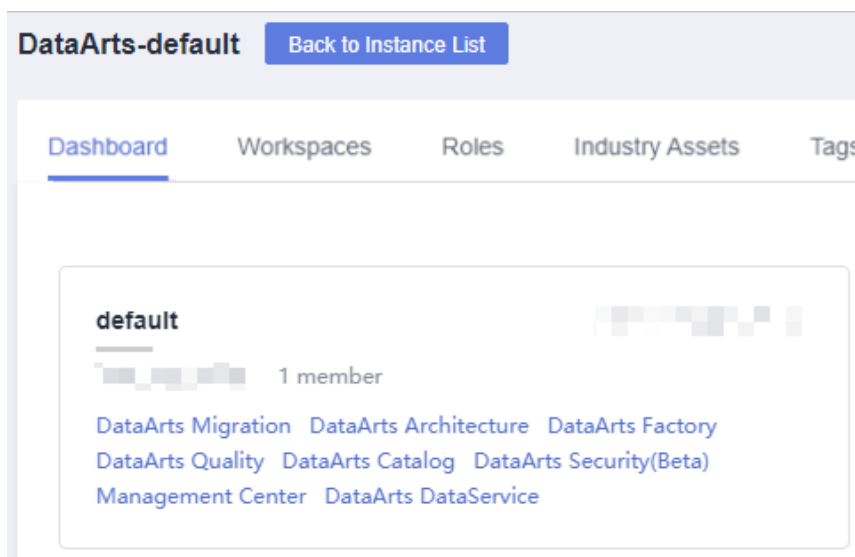 DataArts-default Back to Instance List
Dashboard Workspaces Roles Industry Assets Tags
default
1 member
DataArts Migration DataArts Architecture DataArts Factory
DataArts Quality DataArts Catalog DataArts Security(Beta)
Management Center DataArts DataService